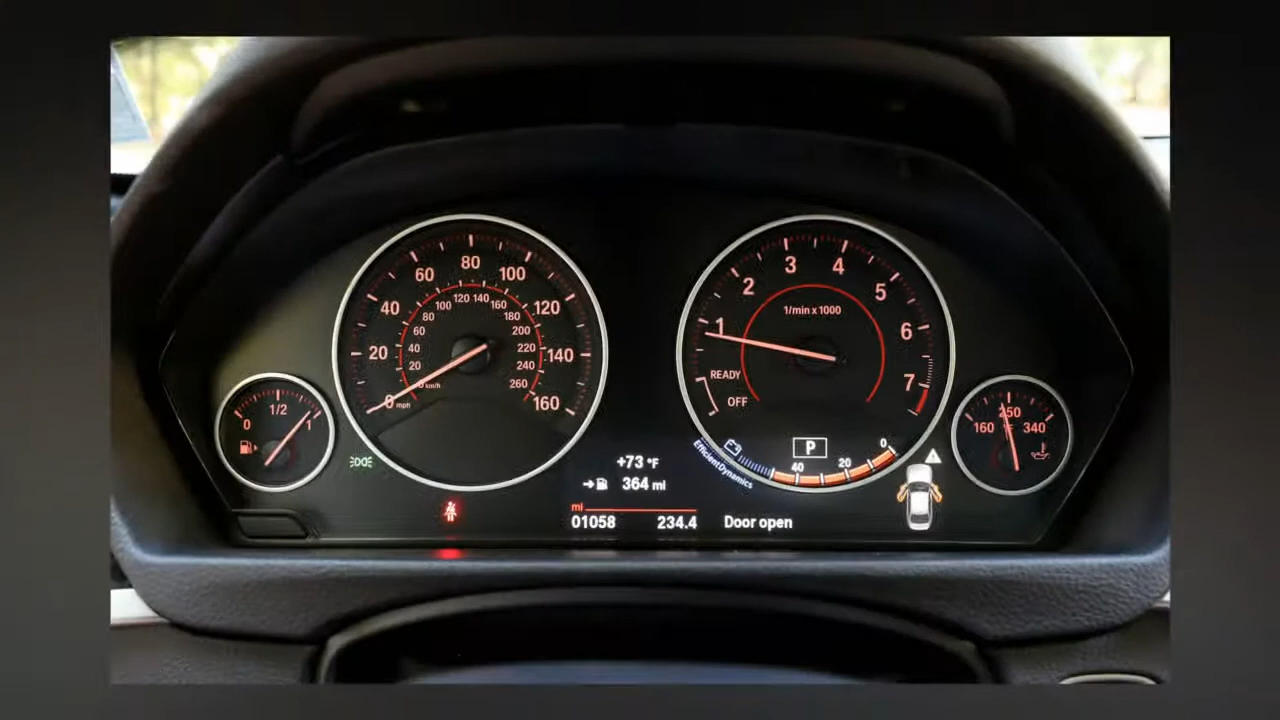 0 1/2 1
0 mph 20 40 60 80 100 120 140 160
0 km/h 20 40 60 80 100 120 140 160 180 200 220 240 260
1 2 3 4 5 6 7
1/min x 1000
READY
OFF
P
40 20 0
EfficientDynamics
160 250 340
°F
+73 °F
364 mi
mi
01058 234.4 Door open